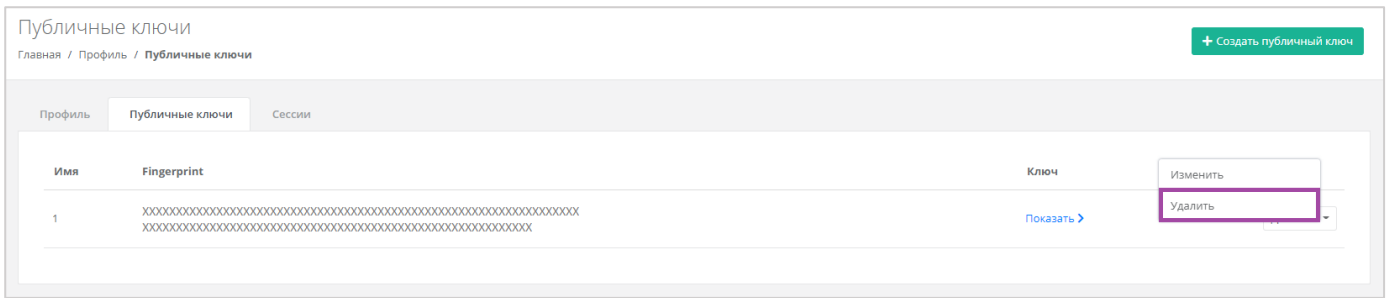 Публичные ключи
+ Создать публичный ключ
Главная / Профиль / Публичные ключи
Профиль Публичные ключи Сессии
Имя Fingerprint Ключ
Изменить
Удалить
1 XXXXXXXXXXXXXXXXXXXXXXXXXXXXXXXXXXXXXXXXXXXXXXXXXXXXXXXXXXXXXXXXX Показать
XXXXXXXXXXXXXXXXXXXXXXXXXXXXXXXXXXXXXXXXXXXXXXXXXXXXXXXXXX